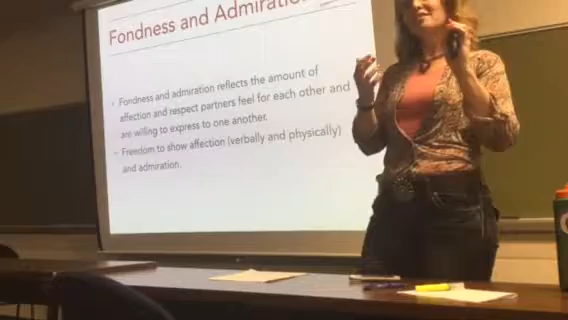 Fondness and Admiration
Fondness and admiration reflects the amount of
affection and respect partners feel for each other and
are willing to express to one another.
Freedom to show affection (verbally and physically)
and admiration.